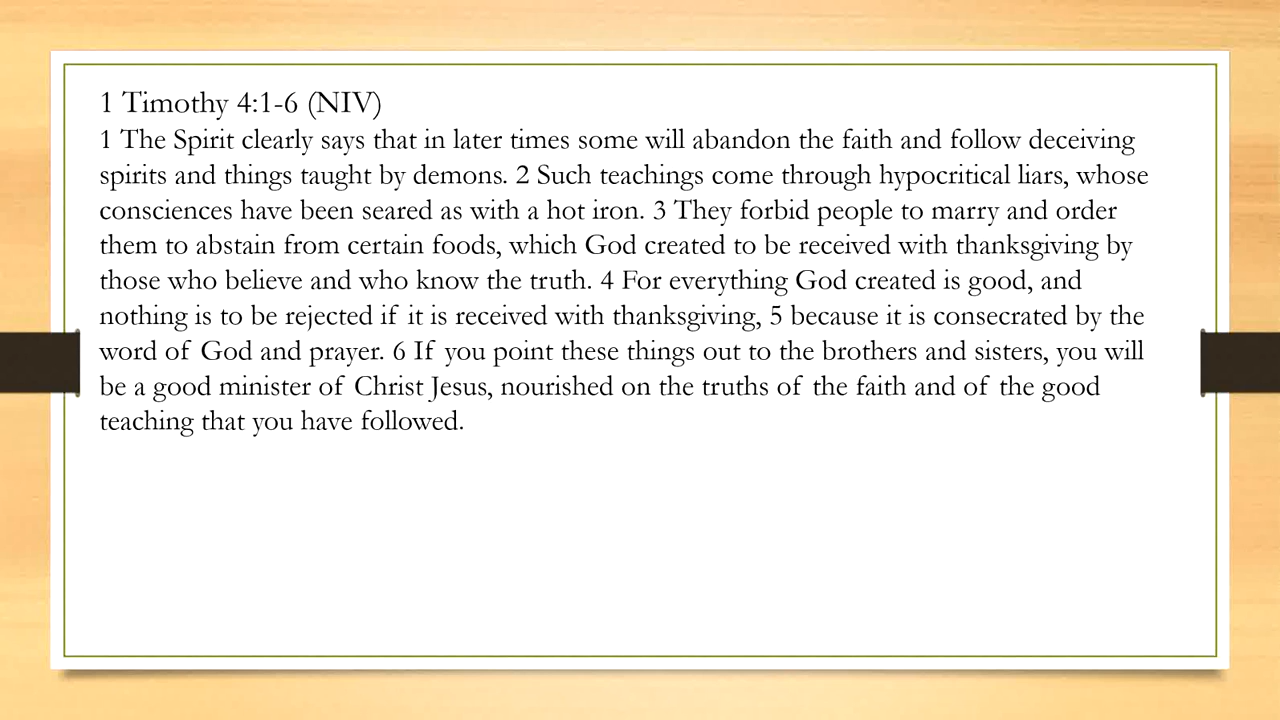 1 Timothy 4:1-6 (NIV)
1 The Spirit clearly says that in later times some will abandon the faith and follow deceiving
spirits and things taught by demons. 2 Such teachings come through hypocritical liars, whose
consciences have been seared as with a hot iron. 3 They forbid people to marry and order
them to abstain from certain foods, which God created to be received with thanksgiving by
those who believe and who know the truth. 4 For everything God created is good, and
nothing is to be rejected if it is received with thanksgiving, 5 because it is consecrated by the
word of God and prayer. 6 If you point these things out to the brothers and sisters, you will
be a good minister of Christ Jesus, nourished on the truths of the faith and of the good
teaching that you have followed.